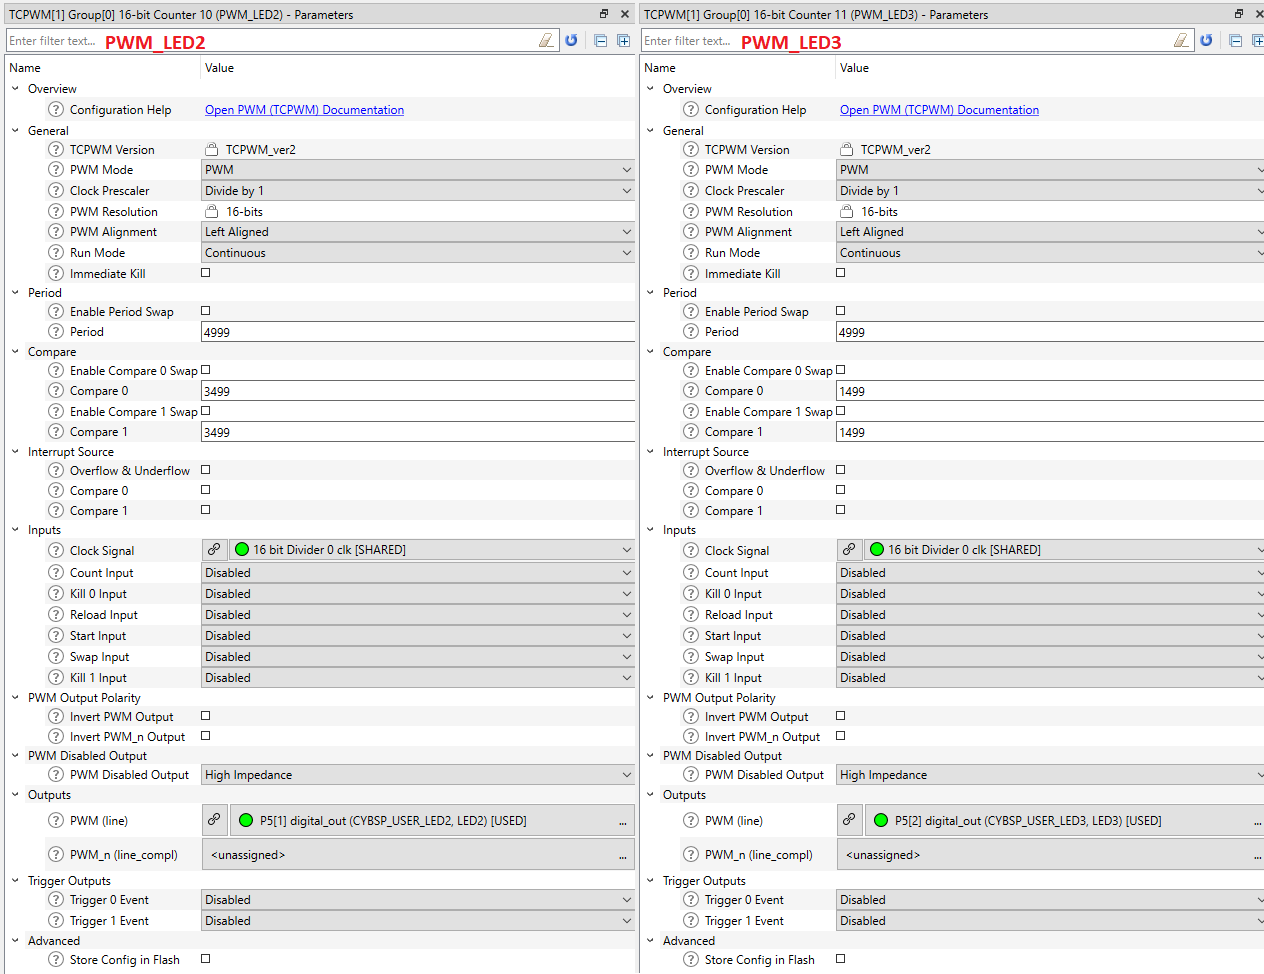 TCPWM[1] Group[0] 16-bit Counter 10 (PWM_LED2) - Parameters
Enter filter text...
PWM_LED2
Name Value
Overview
Configuration Help Open PWM (TCPWM) Documentation
General
TCPWM Version TCPWM_ver2
PWM Mode PWM
Clock Prescaler Divide by 1
PWM Resolution 16-bits
PWM Alignment Left Aligned
Run Mode Continuous
Immediate Kill
Period
Enable Period Swap
Period 4999
Compare
Enable Compare 0 Swap
Compare 0 3499
Enable Compare 1 Swap
Compare 1 3499
Interrupt Source
Overflow & Underflow
Compare 0
Compare 1
Inputs
Clock Signal 16 bit Divider 0 clk [SHARED]
Count Input Disabled
Kill 0 Input Disabled
Reload Input Disabled
Start Input Disabled
Swap Input Disabled
Kill 1 Input Disabled
PWM Output Polarity
Invert PWM Output
Invert PWM_n Output
PWM Disabled Output
PWM Disabled Output High Impedance
Outputs
PWM (line) P5[1] digital_out (CYBSP_USER_LED2, LED2) [USED] ...
PWM_n (line_compl) <unassigned> ...
Trigger Outputs
Trigger 0 Event Disabled
Trigger 1 Event Disabled
Advanced
Store Config in Flash
TCPWM[1] Group[0] 16-bit Counter 11 (PWM_LED3) - Parameters
Enter filter text...
PWM_LED3
Name Value
Overview
Configuration Help Open PWM (TCPWM) Documentation
General
TCPWM Version TCPWM_ver2
PWM Mode PWM
Clock Prescaler Divide by 1
PWM Resolution 16-bits
PWM Alignment Left Aligned
Run Mode Continuous
Immediate Kill
Period
Enable Period Swap
Period 4999
Compare
Enable Compare 0 Swap
Compare 0 1499
Enable Compare 1 Swap
Compare 1 1499
Interrupt Source
Overflow & Underflow
Compare 0
Compare 1
Inputs
Clock Signal 16 bit Divider 0 clk [SHARED]
Count Input Disabled
Kill 0 Input Disabled
Reload Input Disabled
Start Input Disabled
Swap Input Disabled
Kill 1 Input Disabled
PWM Output Polarity
Invert PWM Output
Invert PWM_n Output
PWM Disabled Output
PWM Disabled Output High Impedance
Outputs
PWM (line) P5[2] digital_out (CYBSP_USER_LED3, LED3) [USED] ...
PWM_n (line_compl) <unassigned> ...
Trigger Outputs
Trigger 0 Event Disabled
Trigger 1 Event Disabled
Advanced
Store Config in Flash